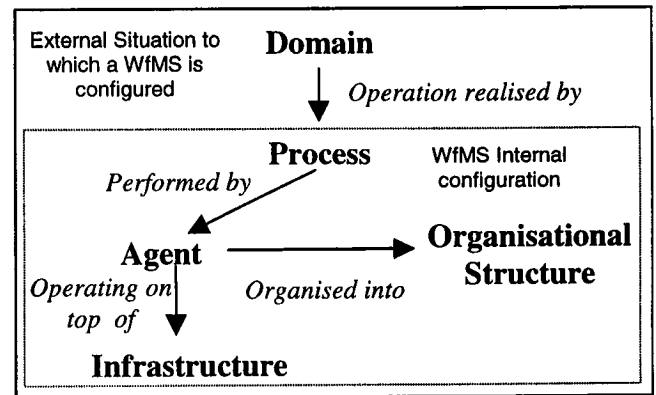 External Situation to
which a WfMS is
configured
Domain
Operation realised by
Process
WfMS Internal
configuration
Performed by
Agent
Organisational
Structure
Operating on
top of
Organised into
Infrastructure